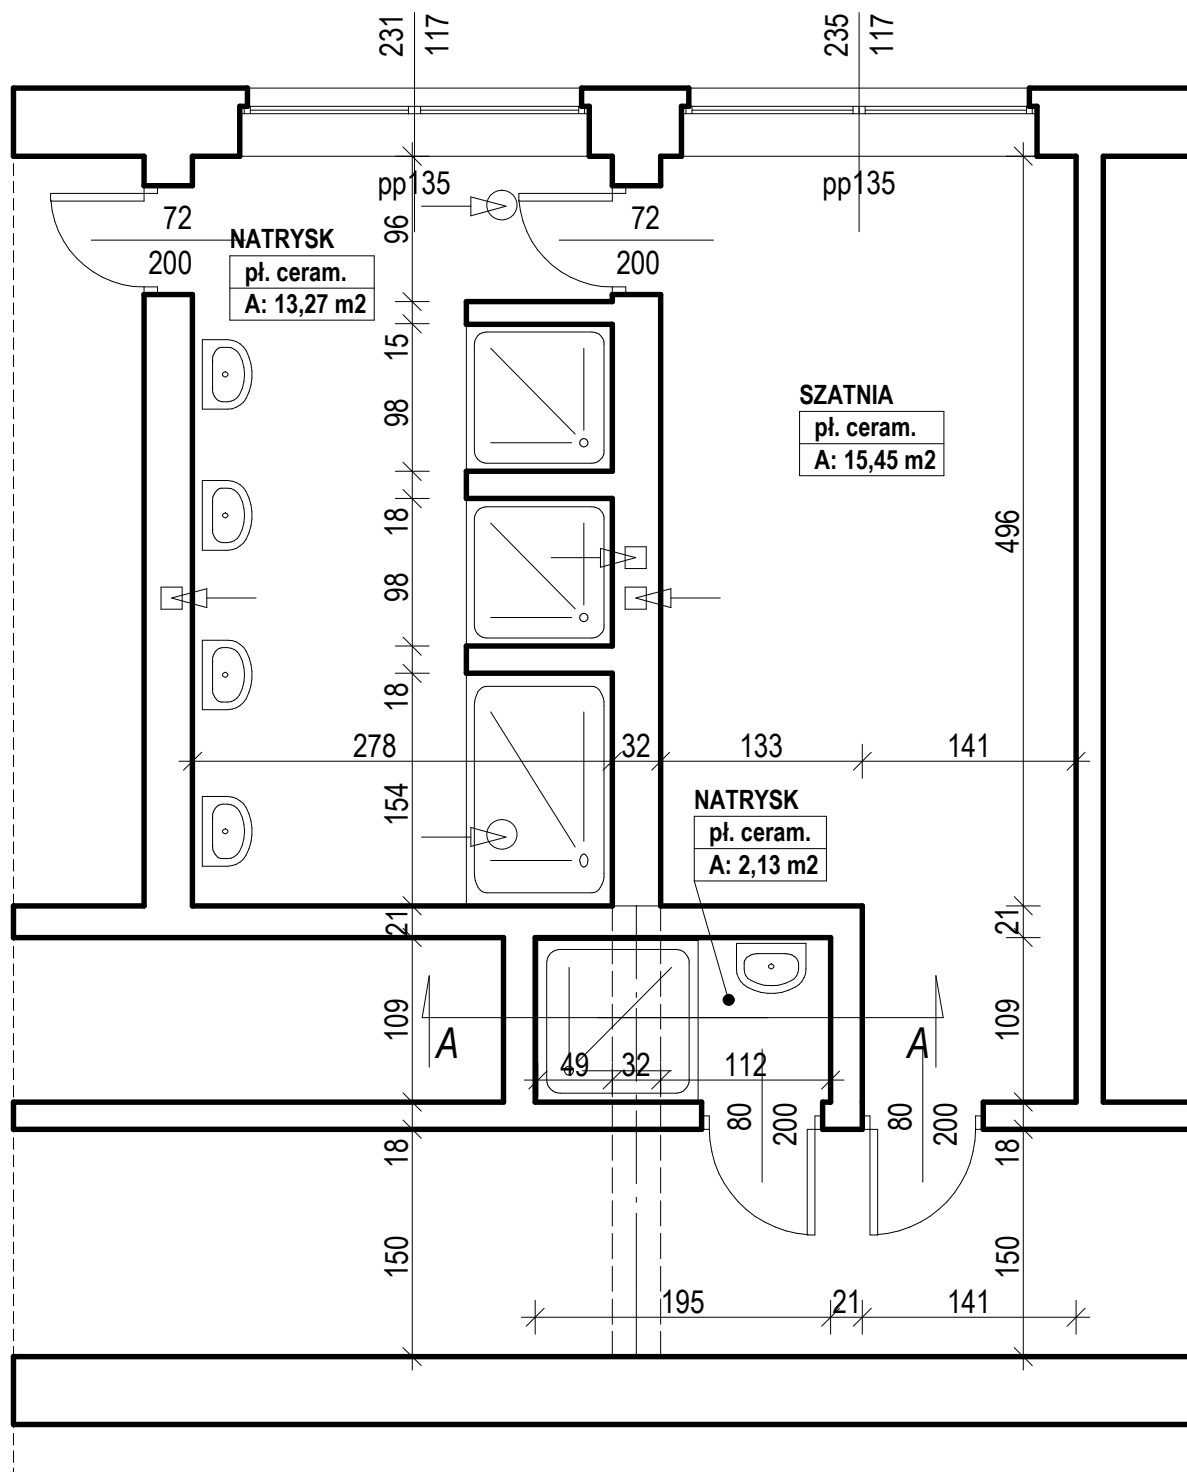 231
117
235
117
pp135
pp135
72
200
72
200
96
NATRYSK
pł. ceram.
A: 13,27 m2
15
98
SZATNIA
pł. ceram.
A: 15,45 m2
18
98
496
18
278
32
133
141
154
NATRYSK
pł. ceram.
A: 2,13 m2
21
21
109
109
A
A
49
32
112
80
200
80
200
18
18
150
150
195
21
141